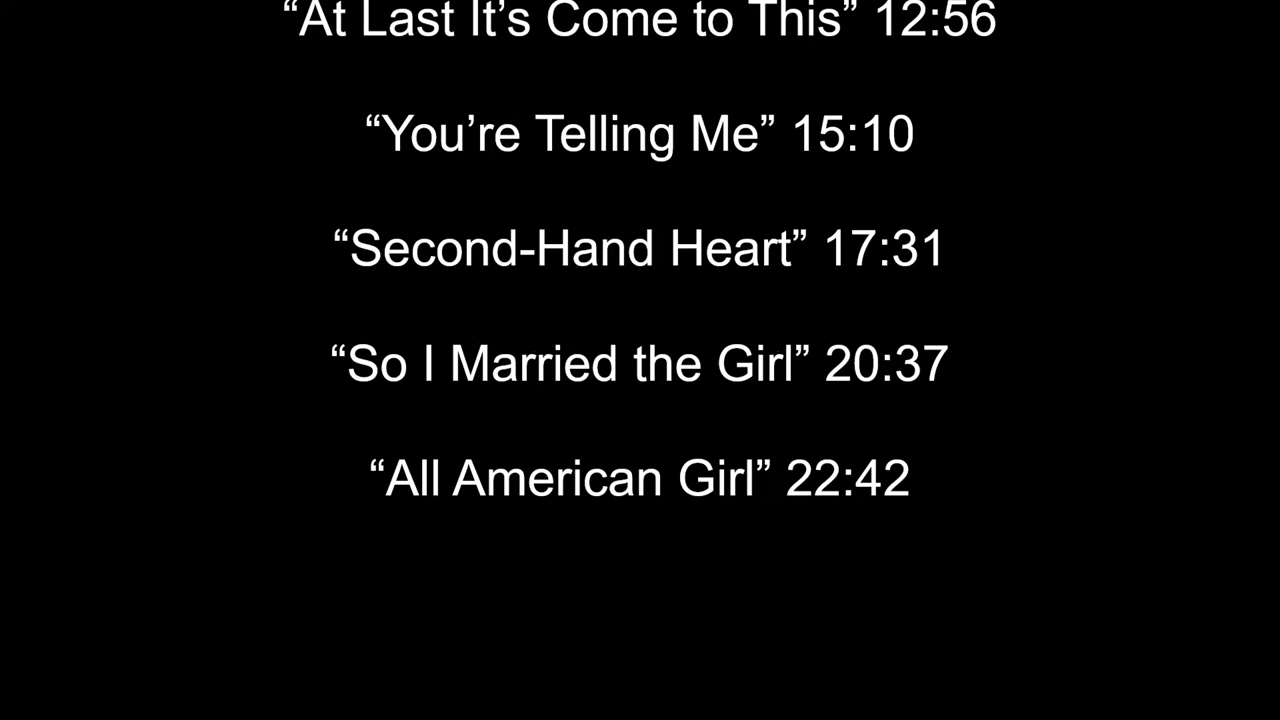 “At Last It’s Come to This” 12:56
“You’re Telling Me” 15:10
“Second-Hand Heart” 17:31
“So I Married the Girl” 20:37
“All American Girl” 22:42